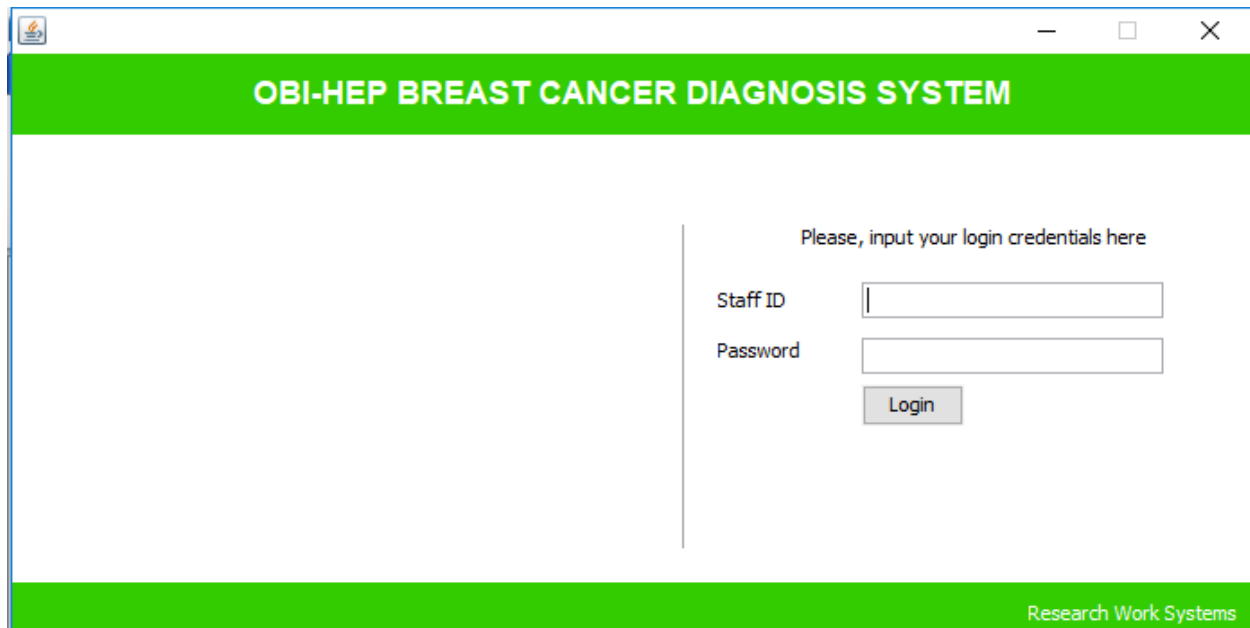 OBI-HEP BREAST CANCER DIAGNOSIS SYSTEM
Please, input your login credentials here
Staff ID
Password
Login
Research Work Systems